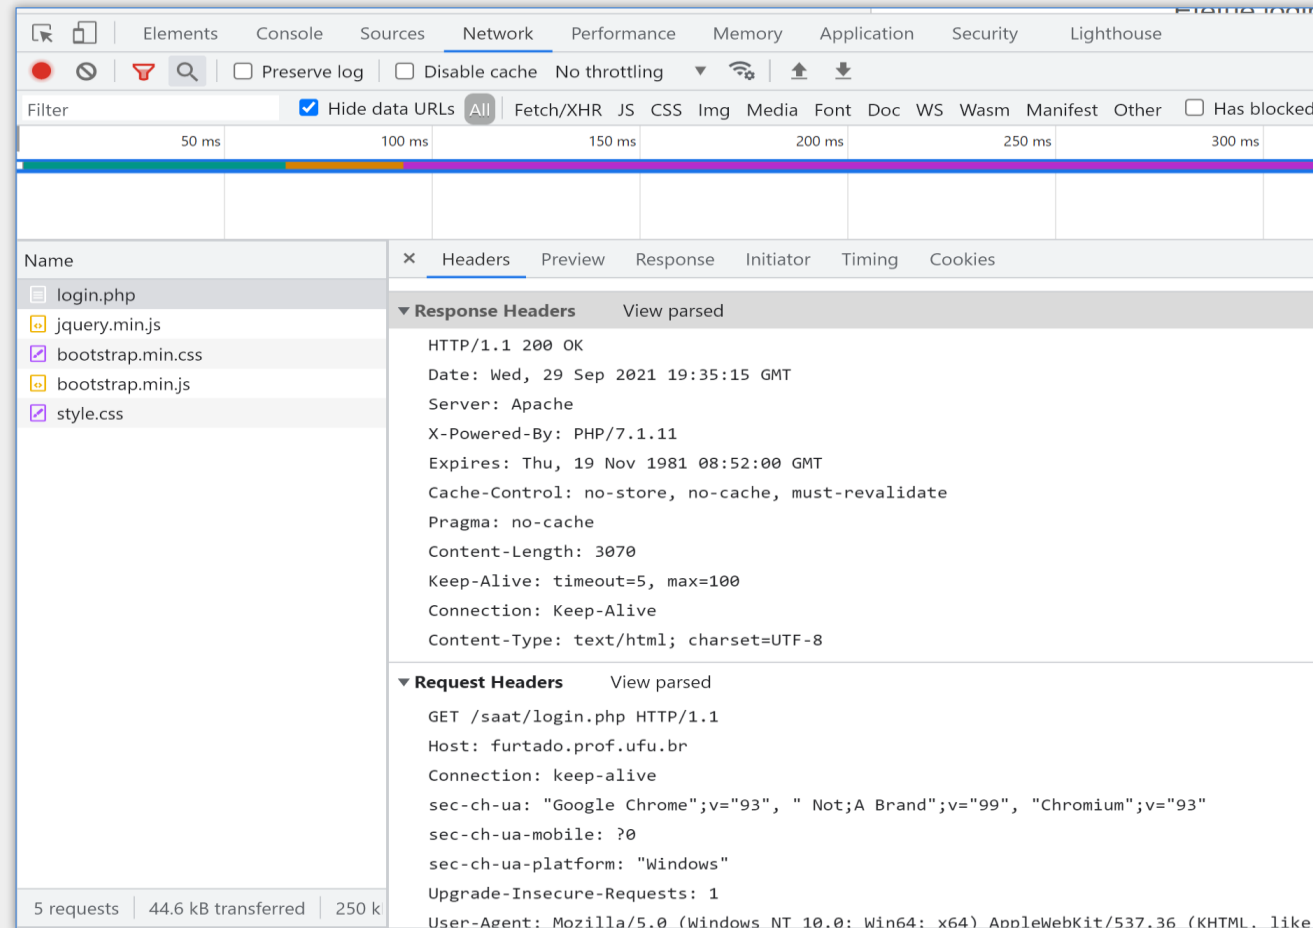 Elements Console Sources Network Performance Memory Application Security Lighthouse
Preserve log Disable cache No throttling
Filter Hide data URLs All Fetch/XHR JS CSS Img Media Font Doc WS Wasm Manifest Other Has blocked
50 ms 100 ms 150 ms 200 ms 250 ms 300 ms
Name
login.php
jquery.min.js
bootstrap.min.css
bootstrap.min.js
style.css
5 requests 44.6 kB transferred 250 k
× Headers Preview Response Initiator Timing Cookies
Response Headers View parsed
HTTP/1.1 200 OK
Date: Wed, 29 Sep 2021 19:35:15 GMT
Server: Apache
X-Powered-By: PHP/7.1.11
Expires: Thu, 19 Nov 1981 08:52:00 GMT
Cache-Control: no-store, no-cache, must-revalidate
Pragma: no-cache
Content-Length: 3070
Keep-Alive: timeout=5, max=100
Connection: Keep-Alive
Content-Type: text/html; charset=UTF-8
Request Headers View parsed
GET /saat/login.php HTTP/1.1
Host: furtado.prof.ufu.br
Connection: keep-alive
sec-ch-ua: "Google Chrome";v="93", " Not;A Brand";v="99", "Chromium";v="93"
sec-ch-ua-mobile: ?0
sec-ch-ua-platform: "Windows"
Upgrade-Insecure-Requests: 1
User-Agent: Mozilla/5.0 (Windows NT 10.0; Win64; x64) AppleWebKit/537.36 (KHTML, like